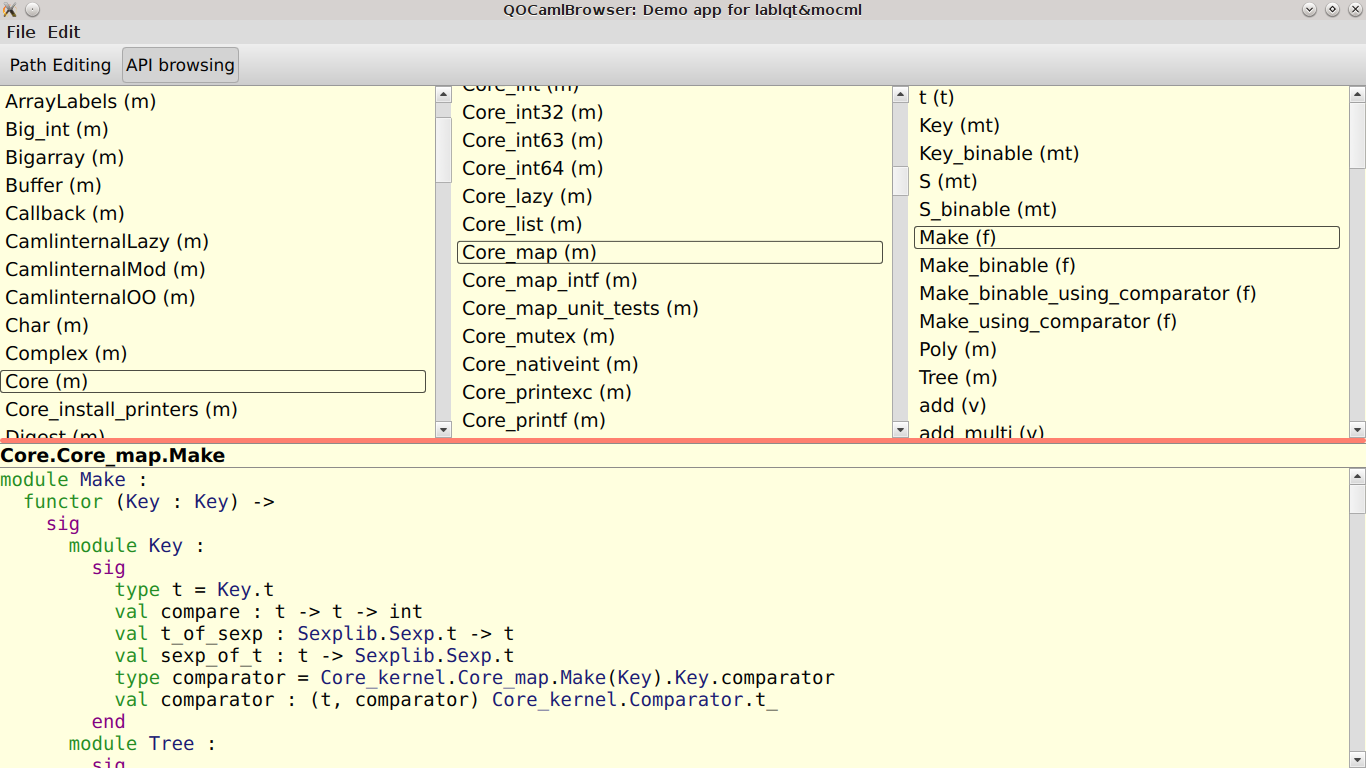 QOCamlBrowser: Demo app for lablqt&mocml
File Edit
Path Editing API browsing
ArrayLabels (m)
Big_int (m)
Bigarray (m)
Buffer (m)
Callback (m)
CamlinternalLazy (m)
CamlinternalMod (m)
CamlinternalOO (m)
Char (m)
Complex (m)
Core (m)
Core_install_printers (m)
Digest (m)
Core_int (m)
Core_int32 (m)
Core_int63 (m)
Core_int64 (m)
Core_lazy (m)
Core_list (m)
Core_map (m)
Core_map_intf (m)
Core_map_unit_tests (m)
Core_mutex (m)
Core_nativeint (m)
Core_printexc (m)
Core_printf (m)
t (t)
Key (mt)
Key_binable (mt)
S (mt)
S_binable (mt)
Make (f)
Make_binable (f)
Make_binable_using_comparator (f)
Make_using_comparator (f)
Poly (m)
Tree (m)
add (v)
add_multi (v)
Core.Core_map.Make
module Make :
  functor (Key : Key) ->
    sig
      module Key :
        sig
          type t = Key.t
          val compare : t -> t -> int
          val t_of_sexp : Sexplib.Sexp.t -> t
          val sexp_of_t : t -> Sexplib.Sexp.t
          type comparator = Core_kernel.Core_map.Make(Key).Key.comparator
          val comparator : (t, comparator) Core_kernel.Comparator.t_
        end
      module Tree :
        sig